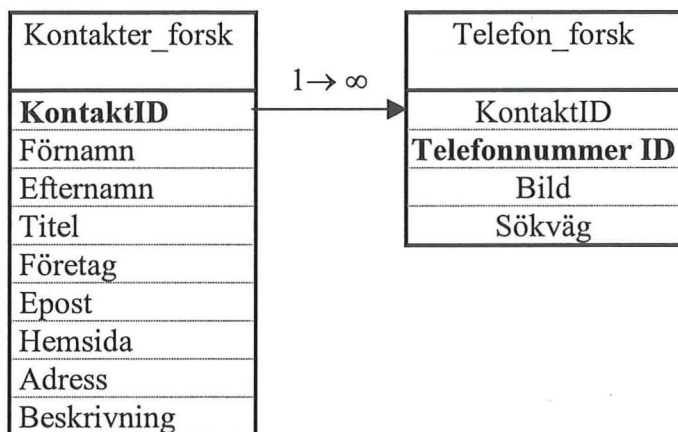 Kontakter_forsk
KontaktID
Förnamn
Efternamn
Titel
Företag
Epost
Hemsida
Adress
Beskrivning
1→ ∞
Telefon_forsk
KontaktID
Telefonnummer ID
Bild
Sökväg